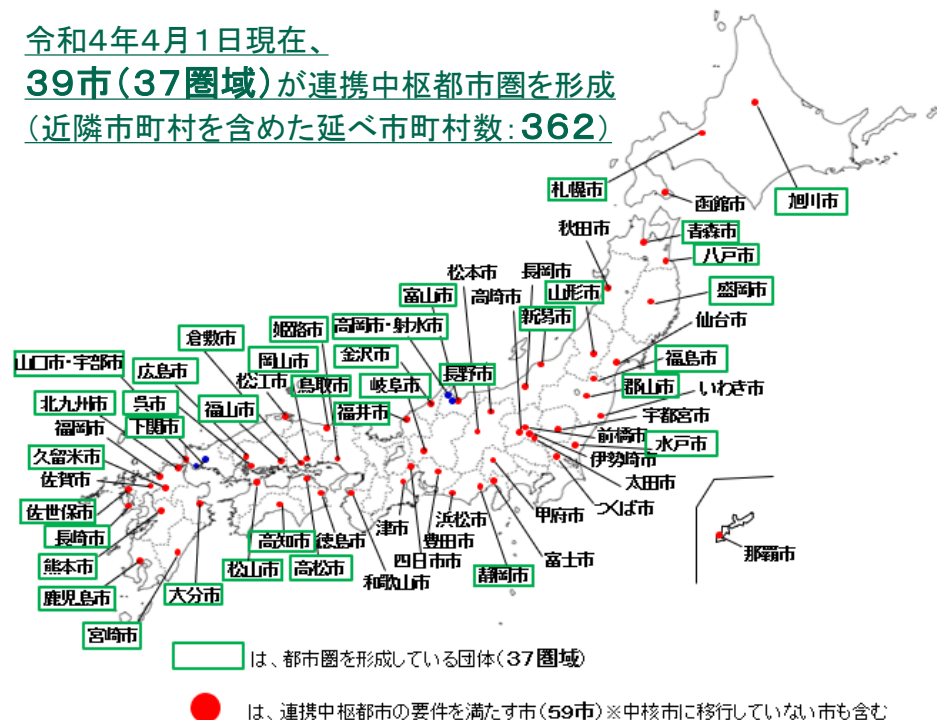 令和4年4月1日現在、
39市(37圏域)が連携中枢都市圏を形成
(近隣市町村を含めた延べ市町村数:362)
札幌市
函館市
旭川市
秋田市
青森市
八戸市
松本市
長岡市
富山市
高崎市
山形市
盛岡市
新潟市
仙台市
倉敷市
姫路市
高岡市・射水市
山口市・宇部市
広島市
岡山市
金沢市
福島市
松江市
鳥取市
岐阜市
長野市
郡山市
いわき市
北九州市
呉市
福山市
福井市
宇都宮市
福岡市
下関市
前橋市
水戸市
久留米市
伊勢崎市
佐賀市
太田市
佐世保市
つくば市
甲府市
浜松市
津市
長崎市
高知市
徳島市
豊田市
那覇市
熊本市
松山市
高松市
四日市市
富士市
静岡市
和歌山市
鹿児島市
大分市
宮崎市
は、都市圏を形成している団体(37圏域)
は、連携中枢都市の要件を満たす市(59市)※中核市に移行していない市も含む